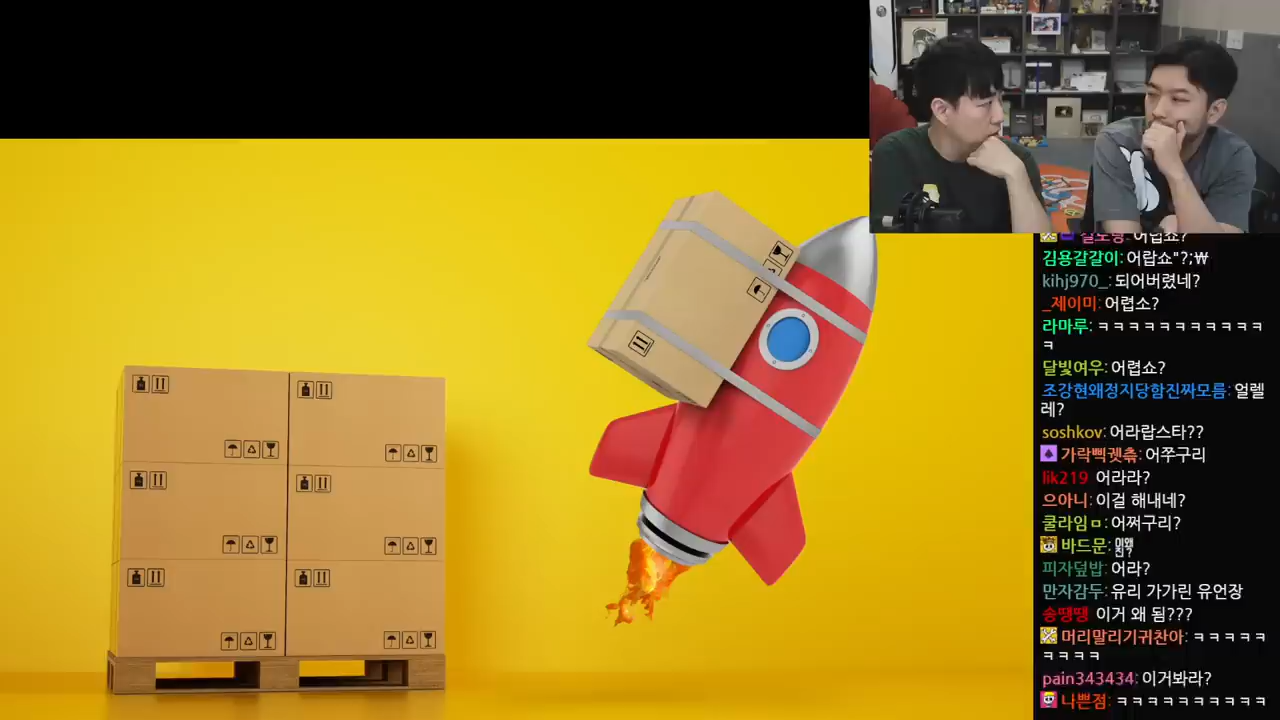 김용갈갈이: 어랍쇼"?;₩
kihj970_: 되어버렸네?
_제이미: 어렵소?
라마루: ㅋㅋㅋㅋㅋㅋㅋㅋㅋㅋㅋ
ㅋ
달빛여우: 어렵쇼?
조강현왜정지당함진짜모름: 얼렐
레?
soshkov: 어라랍스타??
가락삑궷츢: 어쭈구리
lik219 어라라?
으아니: 이걸 해내네?
쿨라임ㅁ: 어쩌구리?
바드문:
피자덮밥: 어라?
만자감두: 유리 가가린 유언장
송땡땡 이거 왜 됨???
머리말리기귀찬아: ㅋㅋㅋㅋㅋ
ㅋㅋㅋㅋ
pain343434: 이거봐라?
나쁜점: ㅋㅋㅋㅋㅋㅋㅋㅋㅋㅋ